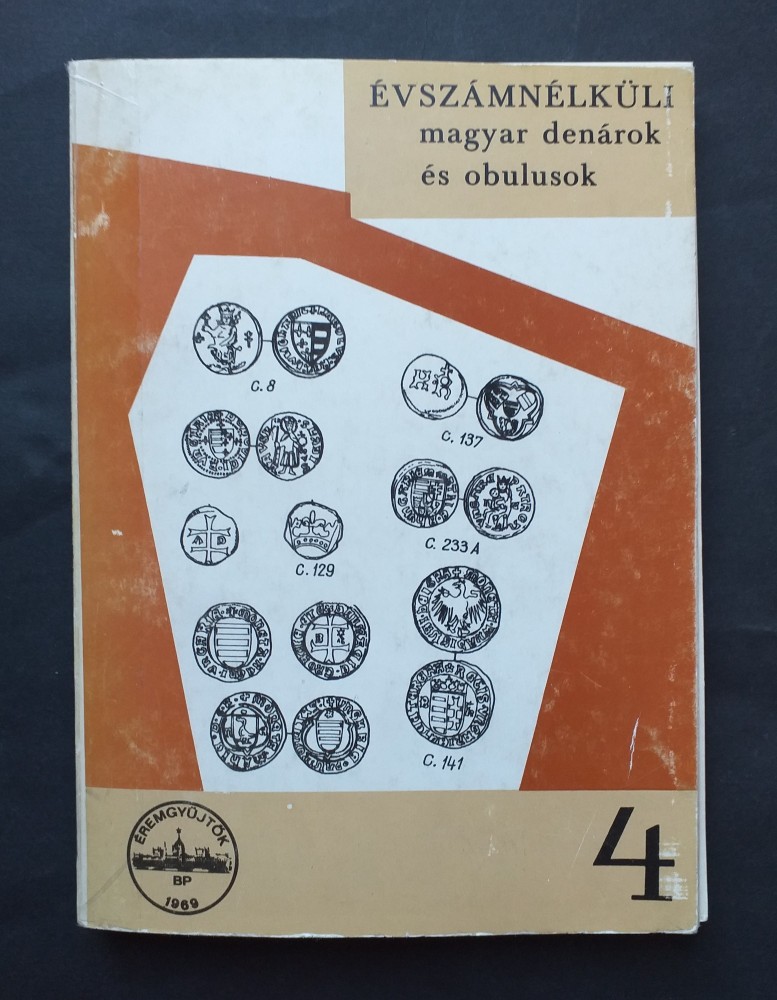 ÉVSZÁMNÉLKÜLI
magyar denárok
és obulusok
C. 8
C. 137
C. 233 A
C. 129
C. 141
ÉREMGYŰJTŐK
BP
1969
4